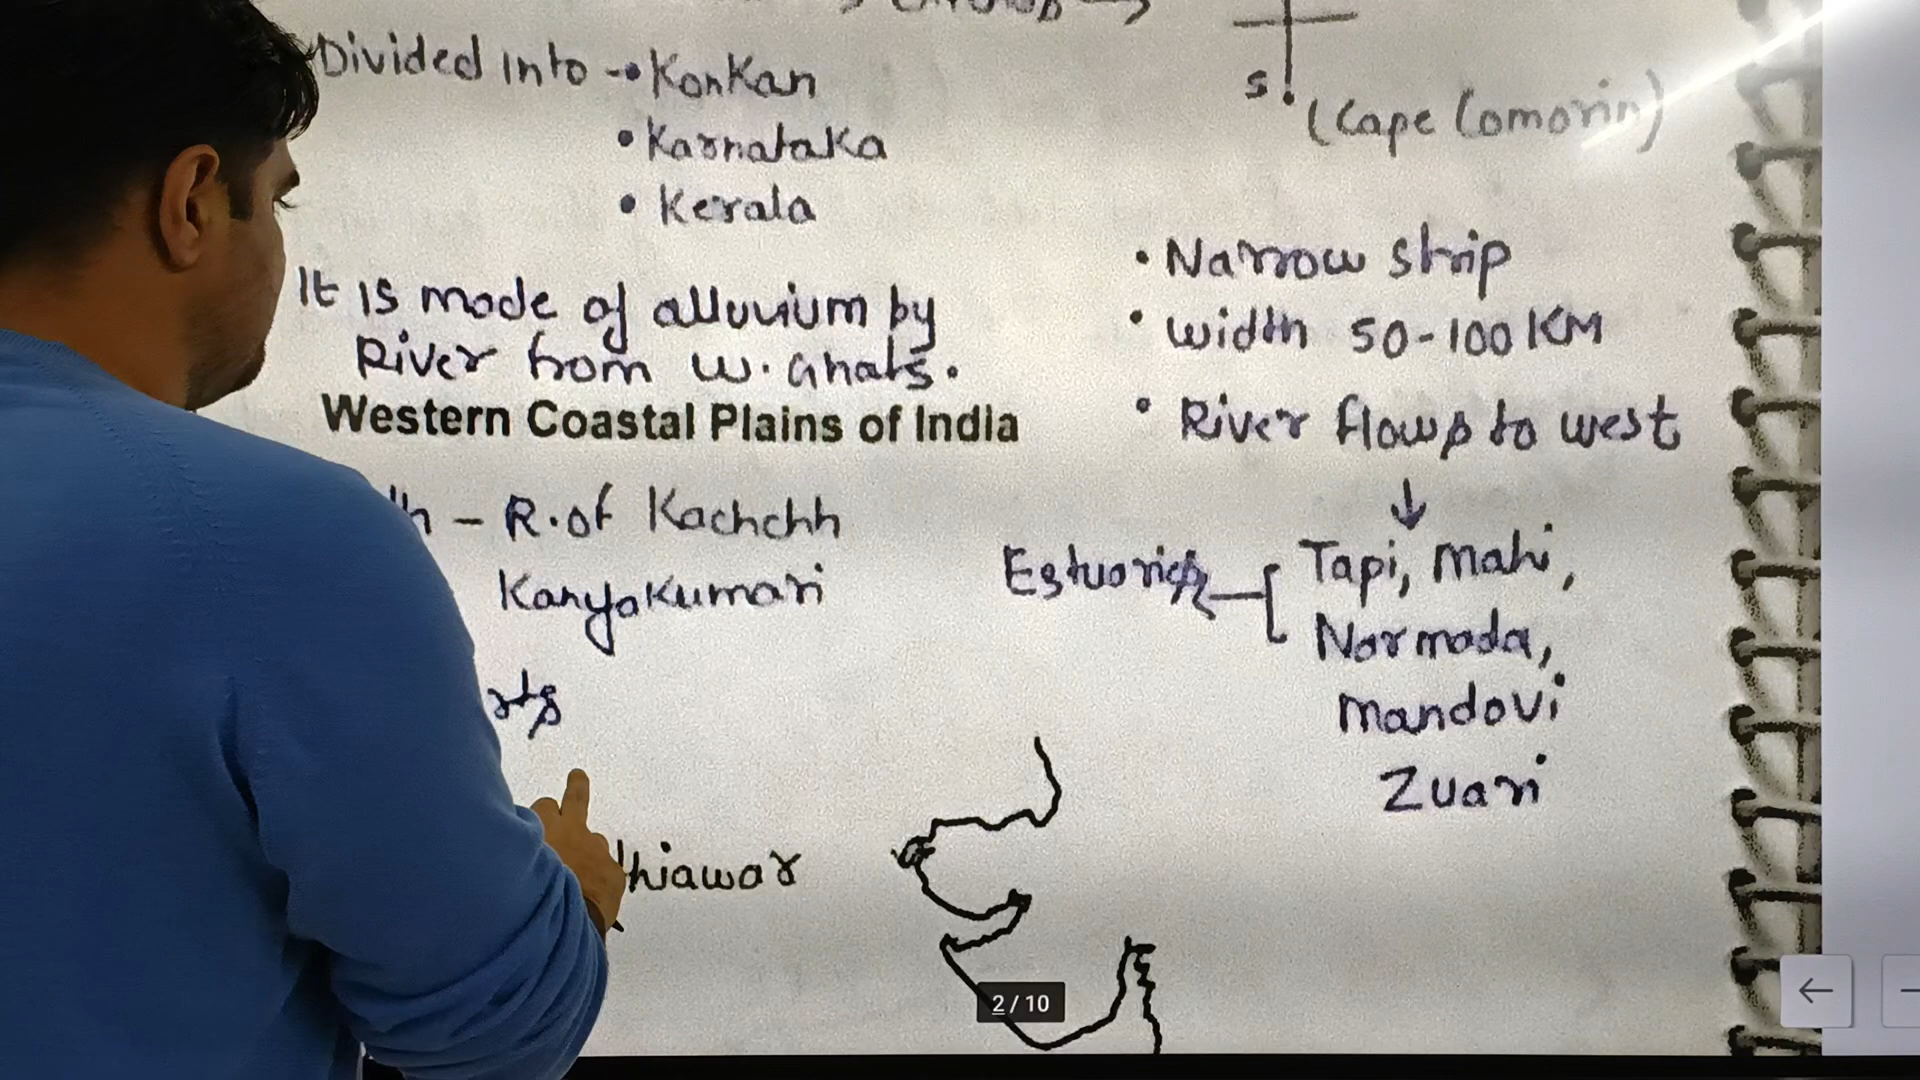 Divided into → • Konkan
• Karnataka
• Kerala
It is made of alluvium by
River from W. Ghats.
Western Coastal Plains of India
– R. of Kachchh
Kanyakumari
S
(Cape Comorin)
• Narrow strip
• width 50-100 KM
• River flows to west
↓
Estuaries – [ Tapi, Mahi,
Narmada,
Mandovi
Zuari
hiawar
2 / 10